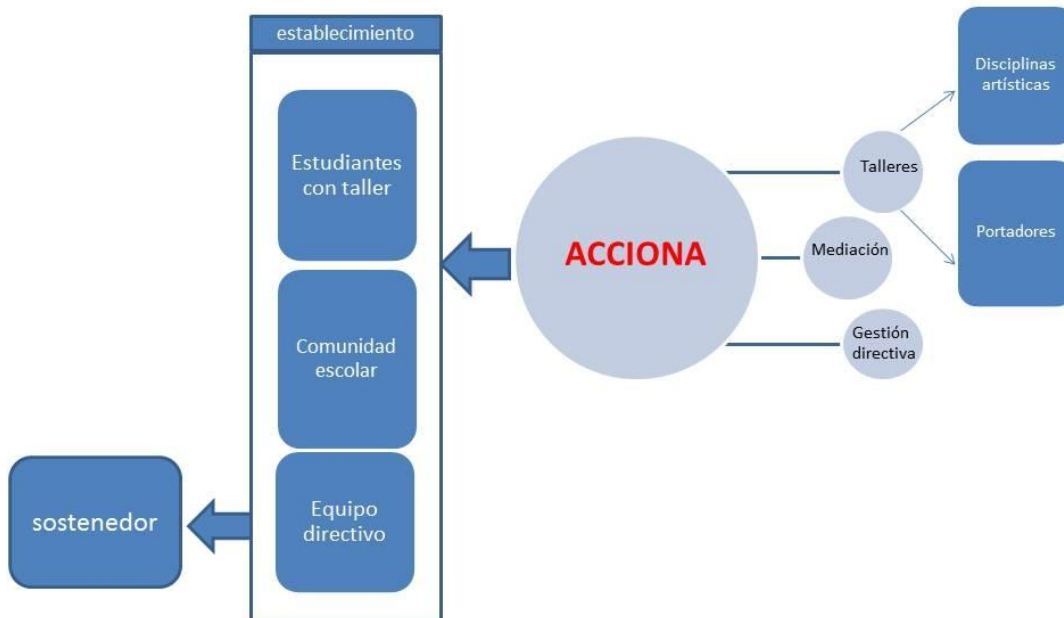 establecimiento
Estudiantes
con taller
Comunidad
escolar
Equipo
directivo
sostenedor
ACCIONA
Talleres
Mediación
Gestión
directiva
Disciplinas
artísticas
Portadores